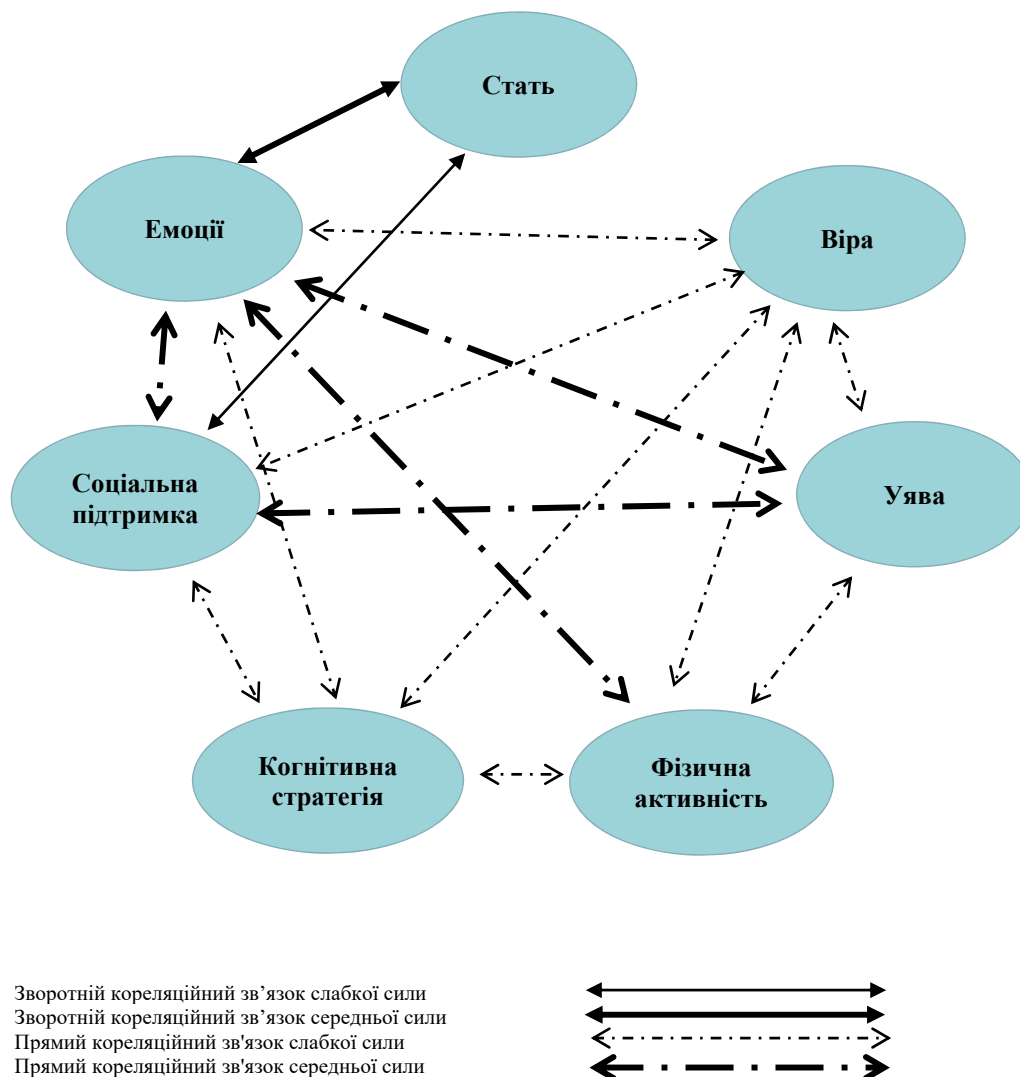 Стать
Емоції
Віра
Соціальна
підтримка
Уява
Когнітивна
стратегія
Фізична
активність
Зворотній кореляційний зв’язок слабкої сили
Зворотній кореляційний зв’язок середньої сили
Прямий кореляційний зв'язок слабкої сили
Прямий кореляційний зв'язок середньої сили